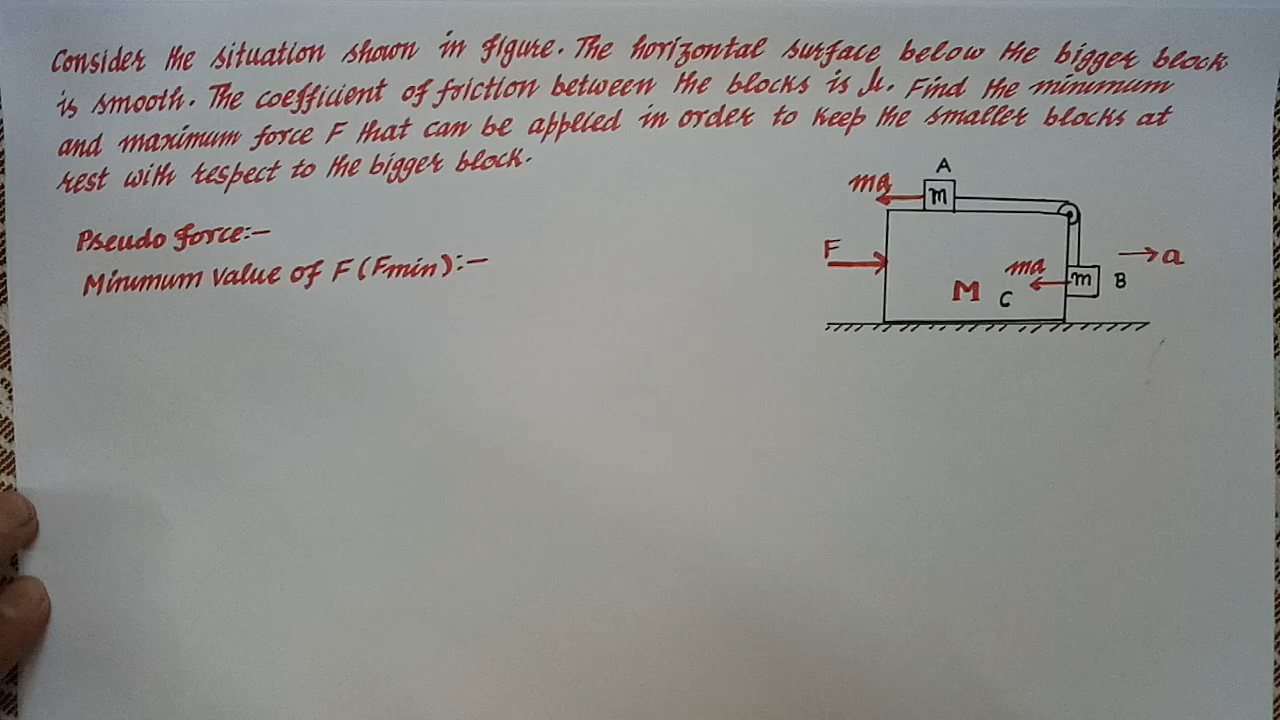 Consider the situation shown in figure. The horizontal surface below the bigger block
is smooth. The coefficient of friction between the blocks is μ. Find the minimum
and maximum force F that can be applied in order to keep the smaller blocks at
rest with respect to the bigger block.
Pseudo force:-
Minimum value of F (Fmin):-
A
ma
m
F
ma
m
B
→a
M
C